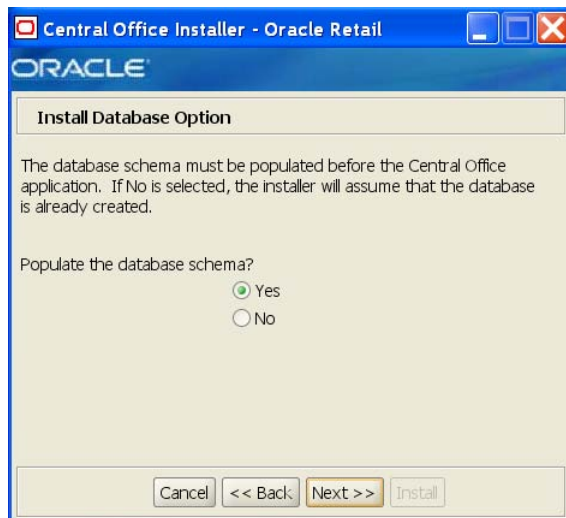 Central Office Installer - Oracle Retail
ORACLE
Install Database Option
The database schema must be populated before the Central Office
application. If No is selected, the installer will assume that the database
is already created.
Populate the database schema?
Yes
No
Cancel << Back Next >> Install